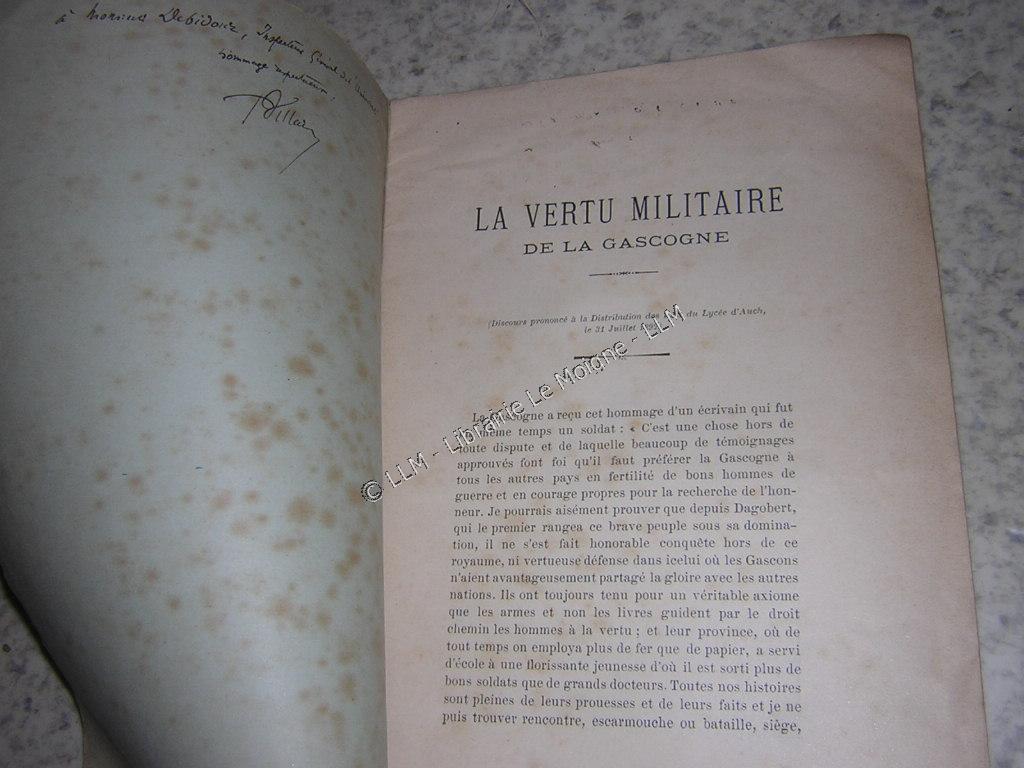 à Monsieur Debidour, Inspecteur Général de
hommage respectueux,
LA VERTU MILITAIRE
DE LA GASCOGNE
(Discours prononcé à la Distribution des du Lycée d'Auch,
le 31 Juillet
© LLM - Librairie Le Moigne - LLM
La Gascogne a reçu cet hommage d'un écrivain qui fut
même temps un soldat : « C'est une chose hors de
toute dispute et de laquelle beaucoup de témoignages
approuvés font foi qu'il faut préférer la Gascogne à
tous les autres pays en fertilité de bons hommes de
guerre et en courage propres pour la recherche de l'hon-
neur. Je pourrais aisément prouver que depuis Dagobert,
qui le premier rangea ce brave peuple sous sa domina-
tion, il ne s'est fait honorable conquête hors de ce
royaume, ni vertueuse défense dans icelui où les Gascons
n'aient avantageusement partagé la gloire avec les autres
nations. Ils ont toujours tenu pour un véritable axiome
que les armes et non les livres guident par le droit
chemin les hommes à la vertu ; et leur province, où de
tout temps on employa plus de fer que de papier, a servi
d'école à une florissante jeunesse d'où il est sorti plus de
bons soldats que de grands docteurs. Toutes nos histoires
sont pleines de leurs prouesses et de leurs faits et je ne
puis trouver rencontre, escarmouche ou bataille, siège,